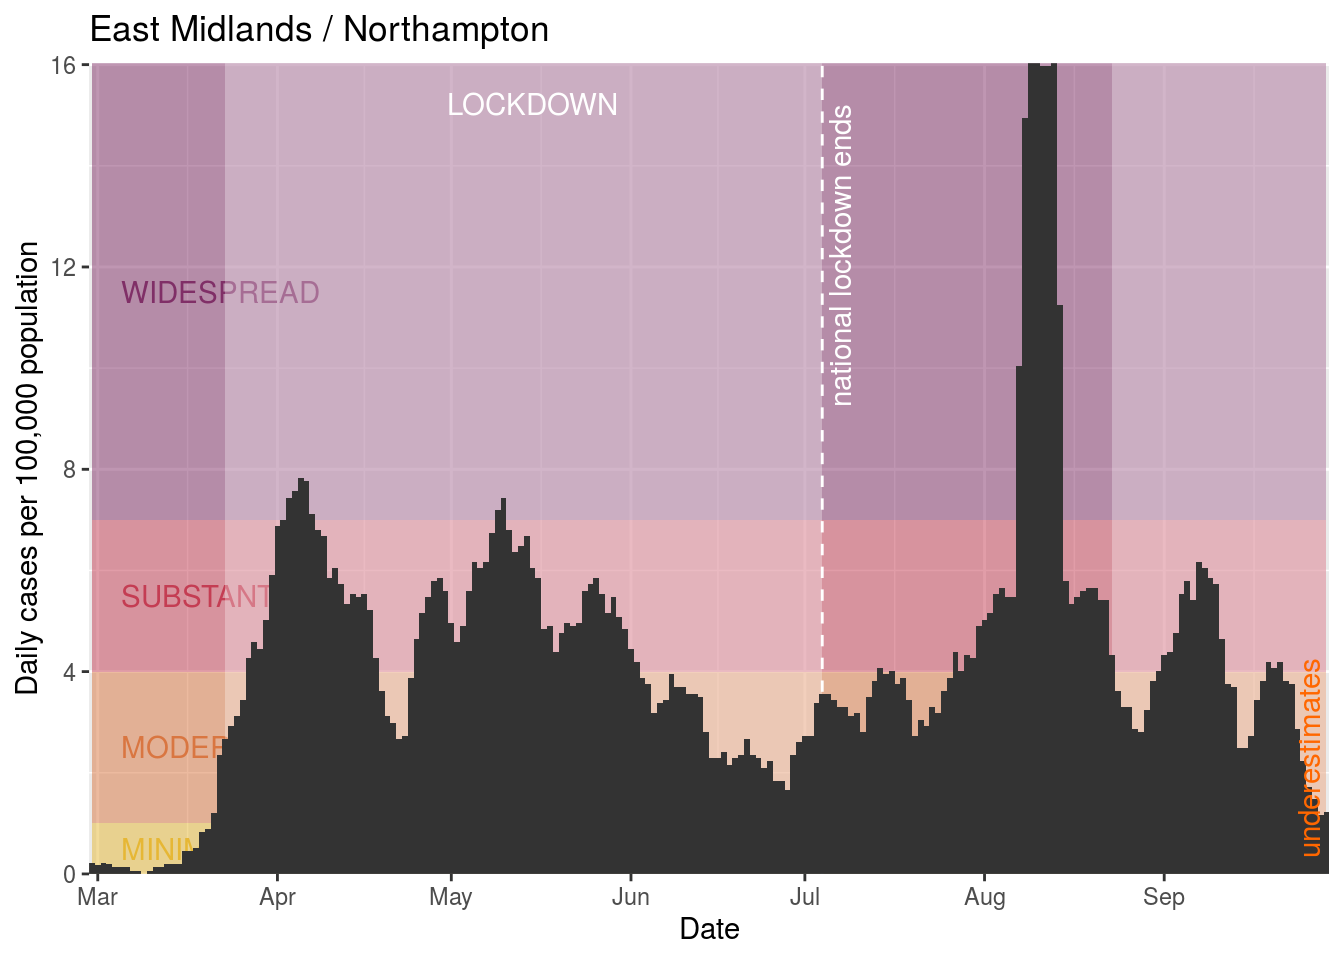 East Midlands / Northampton
16
12
8
4
0
Daily cases per 100,000 population
LOCKDOWN
national lockdown ends
WIDESPREAD
SUBSTANT
MODER
MINIM
underestimates
Mar Apr May Jun Jul Aug Sep
Date